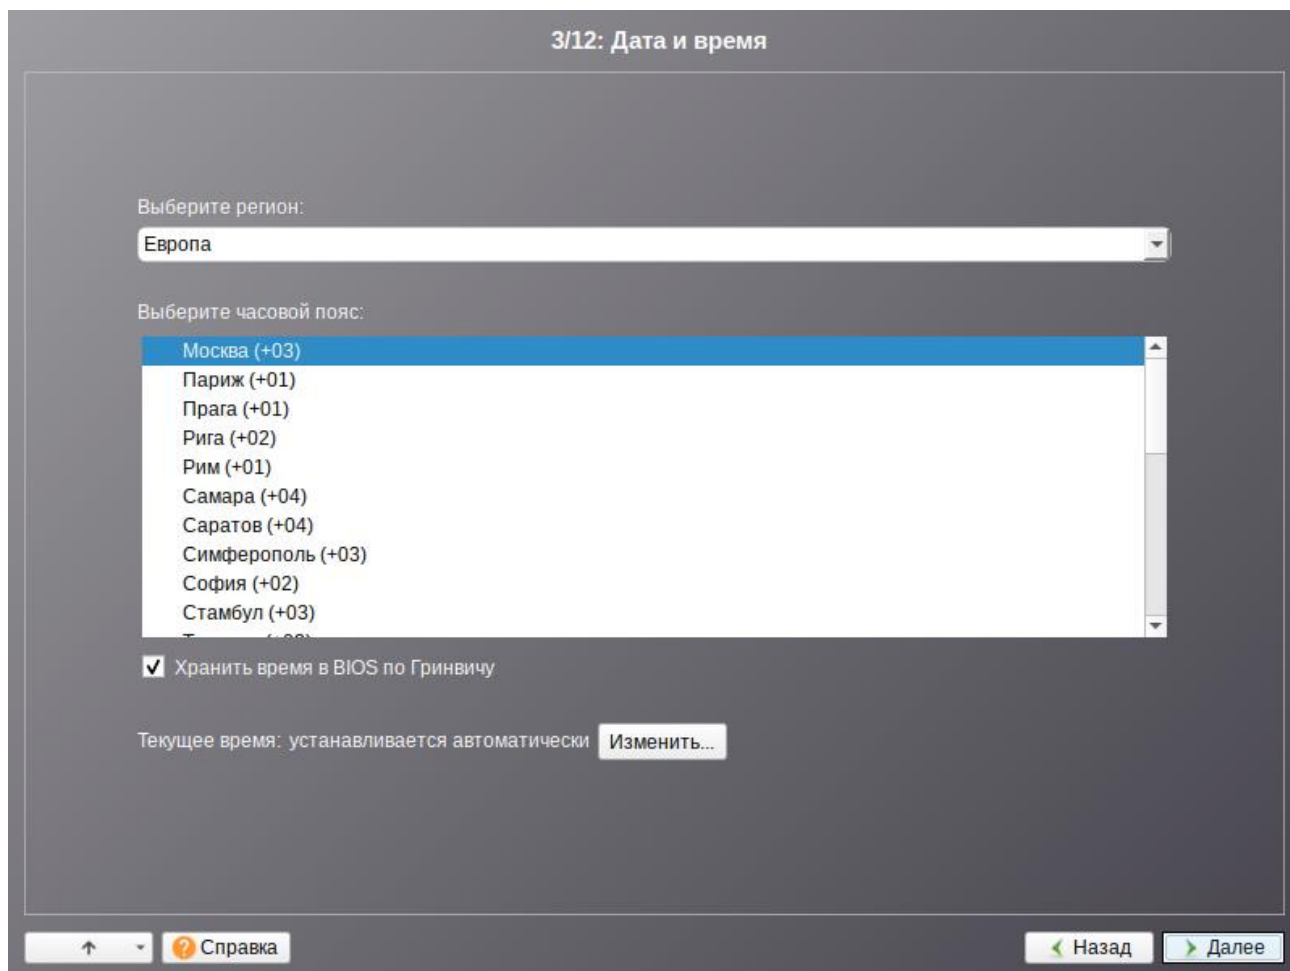 3/12: Дата и время
Выберите регион:
Европа
Выберите часовой пояс:
Москва (+03)
Париж (+01)
Прага (+01)
Рига (+02)
Рим (+01)
Самара (+04)
Саратов (+04)
Симферополь (+03)
София (+02)
Стамбул (+03)
Хранить время в BIOS по Гринвичу
Текущее время: устанавливается автоматически Изменить...
Справка Назад Далее